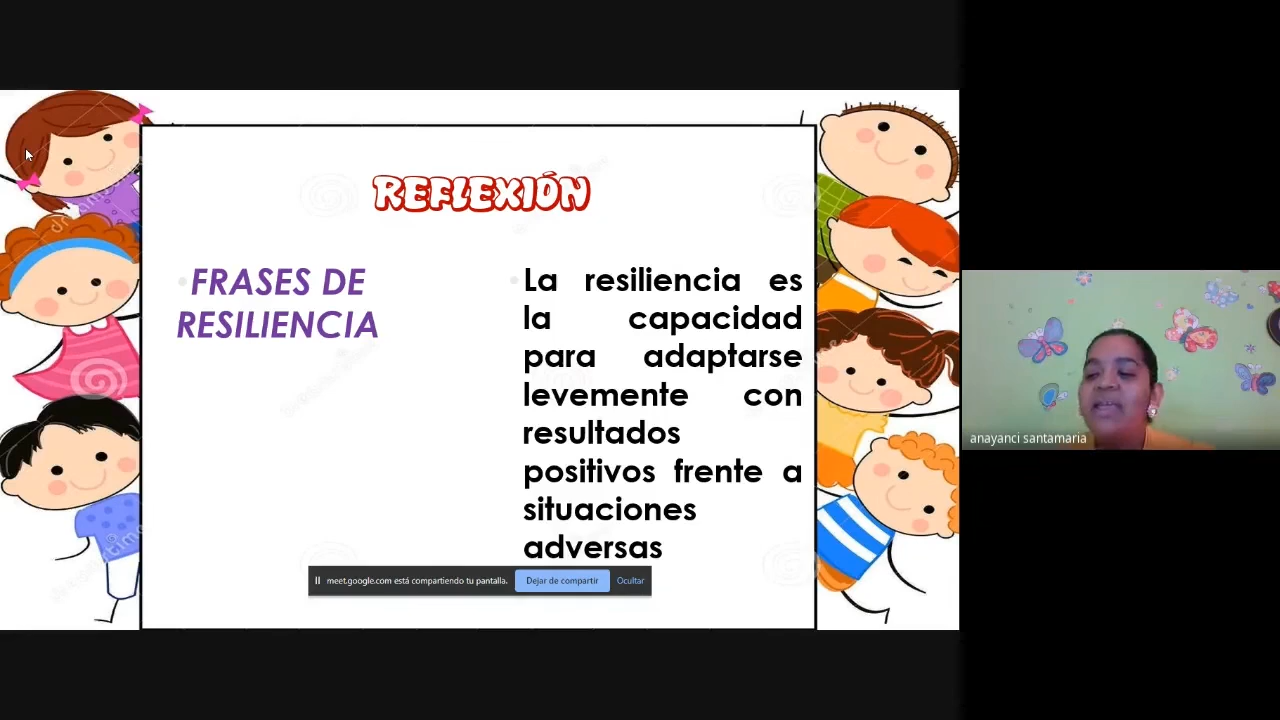 REFLEXIÓN
FRASES DE
RESILIENCIA
La resiliencia es
la capacidad
para adaptarse
levemente con
resultados
positivos frente a
situaciones
adversas
meet.google.com está compartiendo tu pantalla.
Dejar de compartir
Ocultar
anayanci santamaria